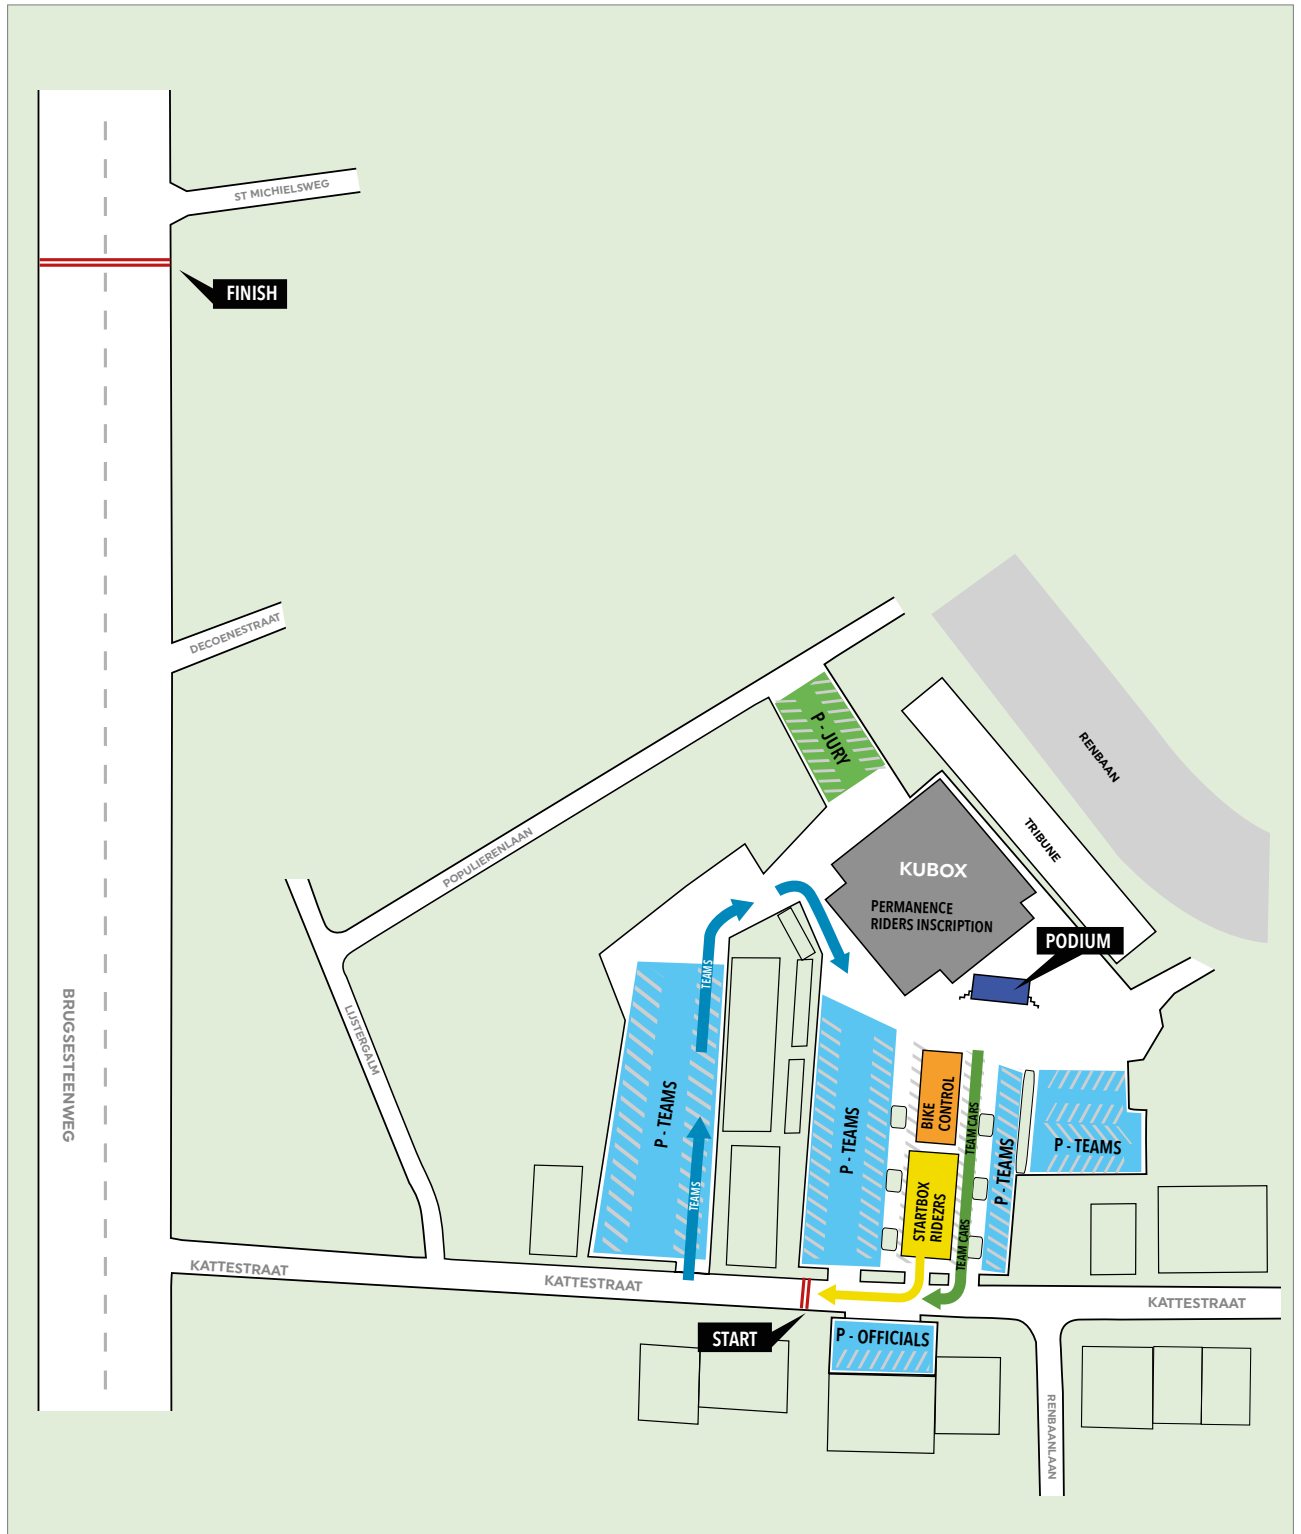 ST MICHIELSWEG
FINISH
DECOENESTRAAT
P - JURY
RENBAAN
TRIBUNE
POPULIERENLAAN
KUBOX
PERMANENCE
RIDERS INSCRIPTION
PODIUM
BRUGSESTEENWEG
LIJSTERGALM
TEAMS
P - TEAMS
TEAMS
P - TEAMS
BIKE
CONTROL
TEAM CARS
P - TEAMS
P - TEAMS
STARTBOX
RIDEZRS
TEAM CARS
KATTESTRAAT
KATTESTRAAT
KATTESTRAAT
START
P - OFFICIALS
RENBAANLAAN